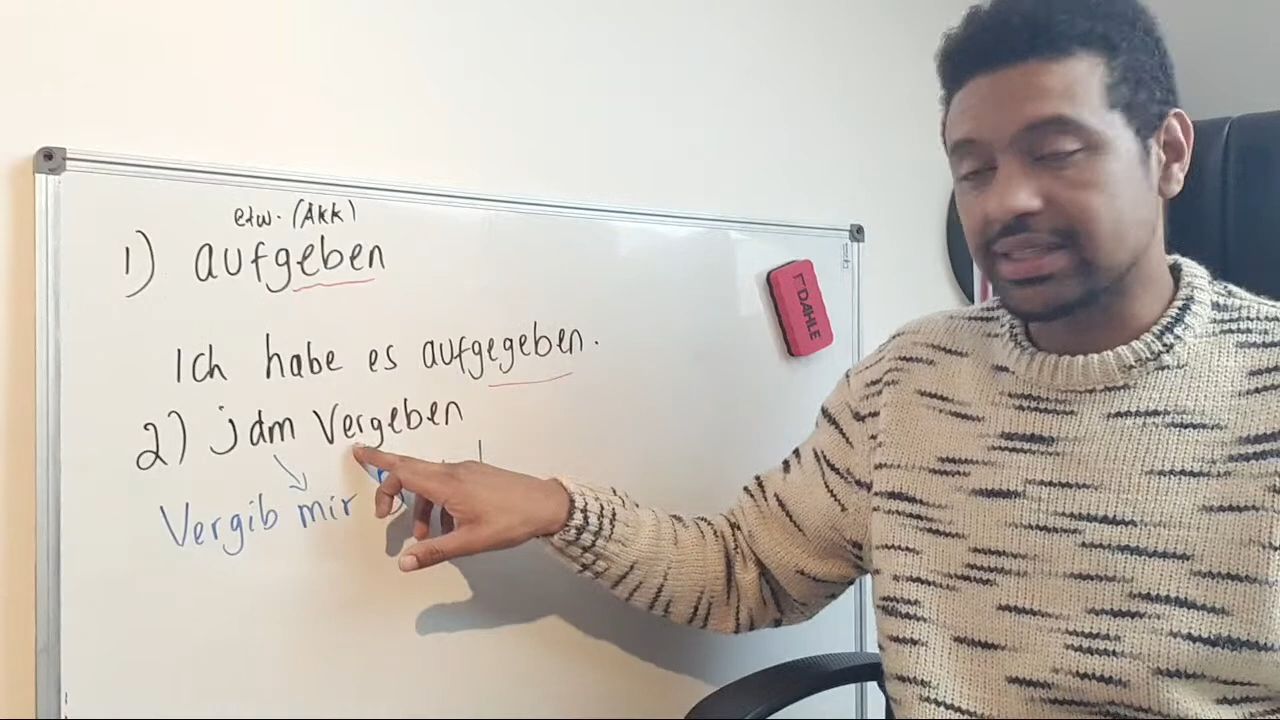 etw. (Akk)
1) aufgeben
Ich habe es aufgegeben.
2) jdm Vergeben
Vergib mir
DAHLE